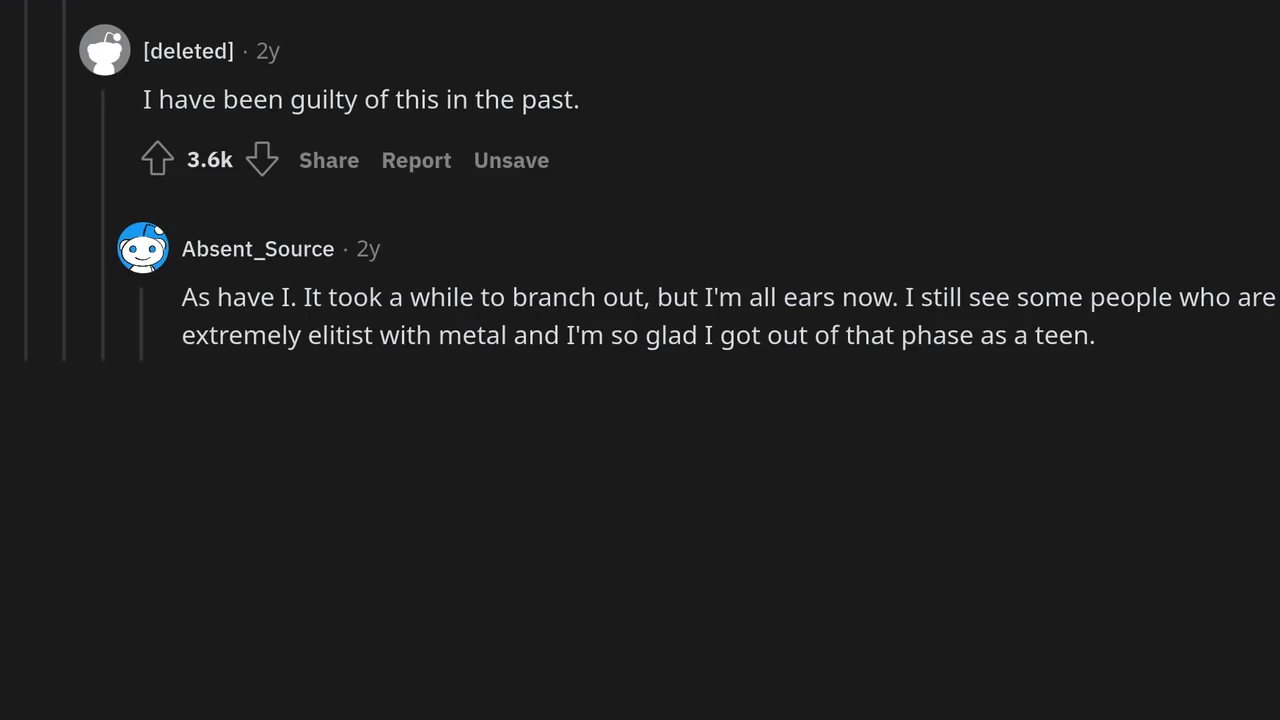 [deleted] · 2y
I have been guilty of this in the past.
3.6k Share Report Unsave
Absent_Source · 2y
As have I. It took a while to branch out, but I'm all ears now. I still see some people who are
extremely elitist with metal and I'm so glad I got out of that phase as a teen.